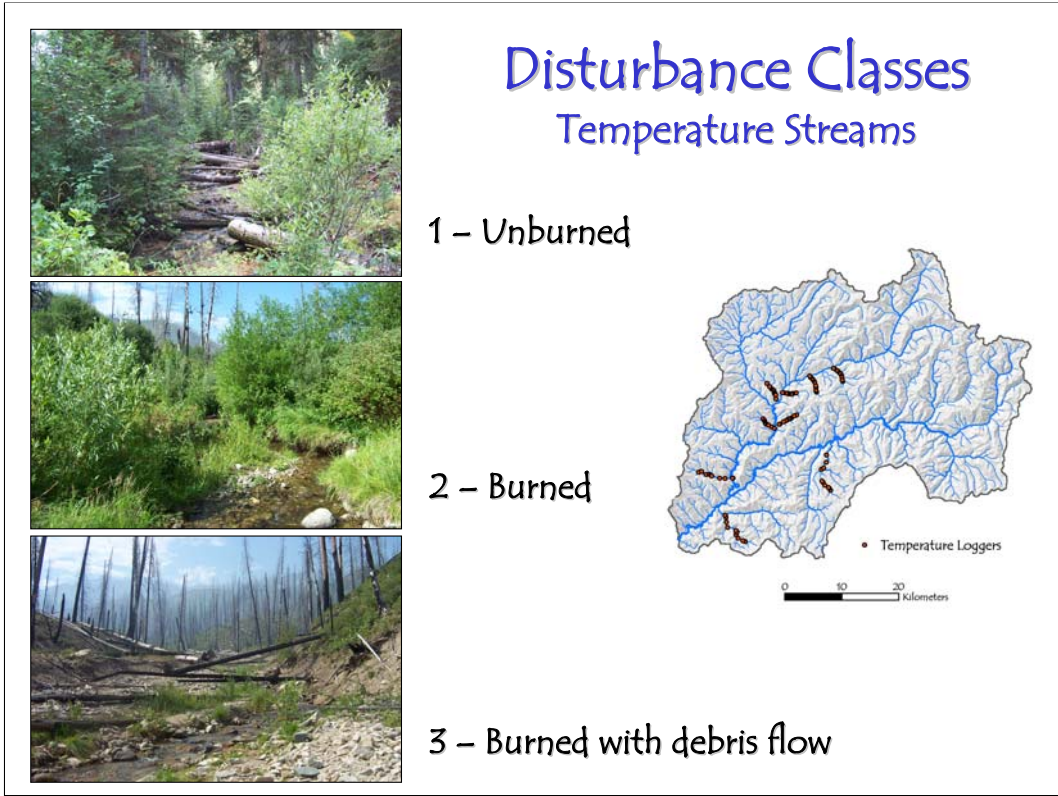 Disturbance Classes
Temperature Streams
1 – Unburned
2 – Burned
Temperature Loggers
0 10 20
Kilometers
3 – Burned with debris flow